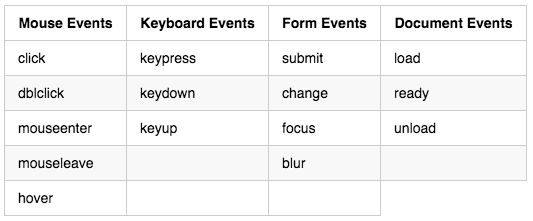 Mouse Events Keyboard Events Form Events Document Events
click keypress submit load
dblclick keydown change ready
mouseenter keyup focus unload
mouseleave blur
hover